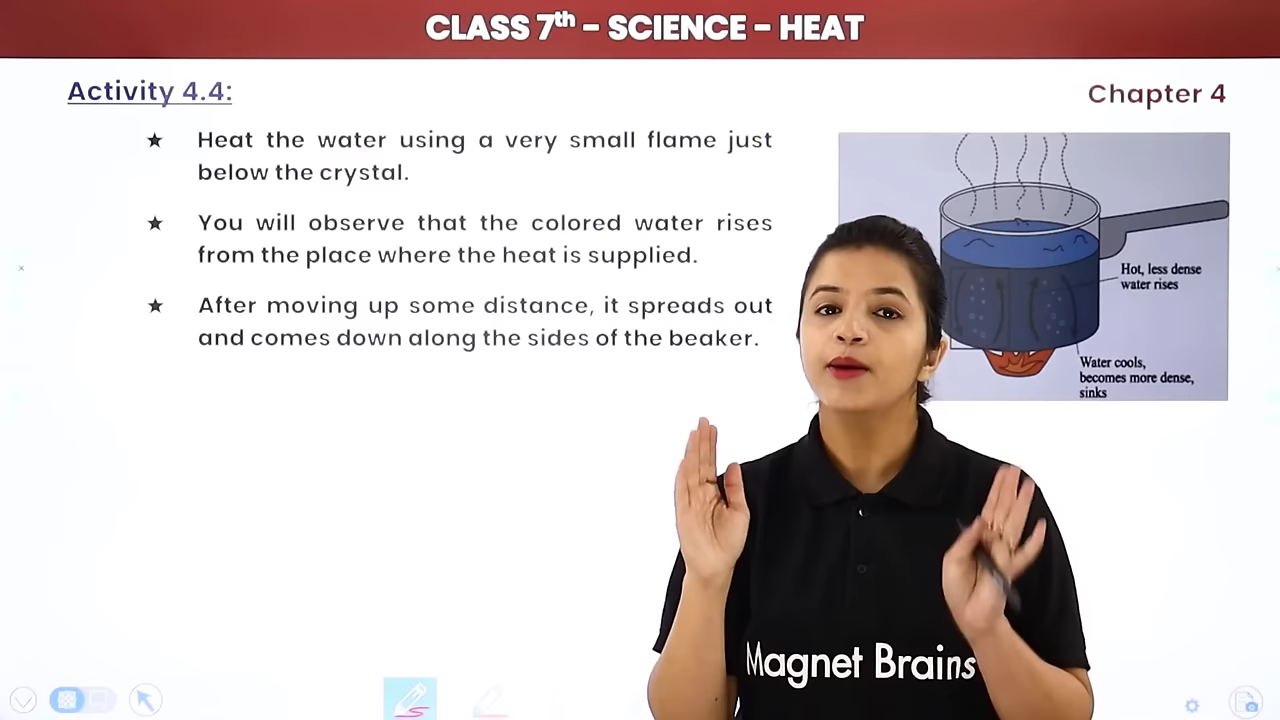 CLASS 7th - SCIENCE - HEAT
Activity 4.4:
Chapter 4
★ Heat the water using a very small flame just
below the crystal.
★ You will observe that the colored water rises
from the place where the heat is supplied.
★ After moving up some distance, it spreads out
and comes down along the sides of the beaker.
Hot, less dense
water rises
Water cools,
becomes more dense,
sinks
Magnet Brains